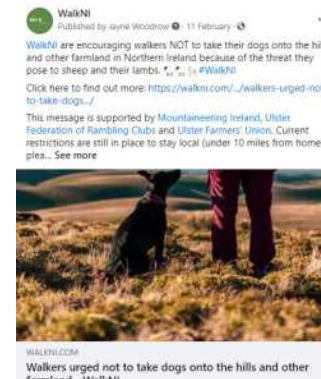 WalkNI
Published by Jayne Woodrow · 11 February ·
WalkNI are encouraging walkers NOT to take their dogs onto the hil
and other farmland in Northern Ireland because of the threat they
pose to sheep and their lambs. #WalkNI
Click here to find out more: https://walkni.com/.../walkers-urged-not
to-take-dogs.../
This message is supported by Mountaineering Ireland, Ulster
Federation of Rambling Clubs and Ulster Farmers' Union. Current
restrictions are still in place to stay local (under 10 miles from home
plea... See more
WALKNI.COM
Walkers urged not to take dogs onto the hills and other
farmland - WalkNI